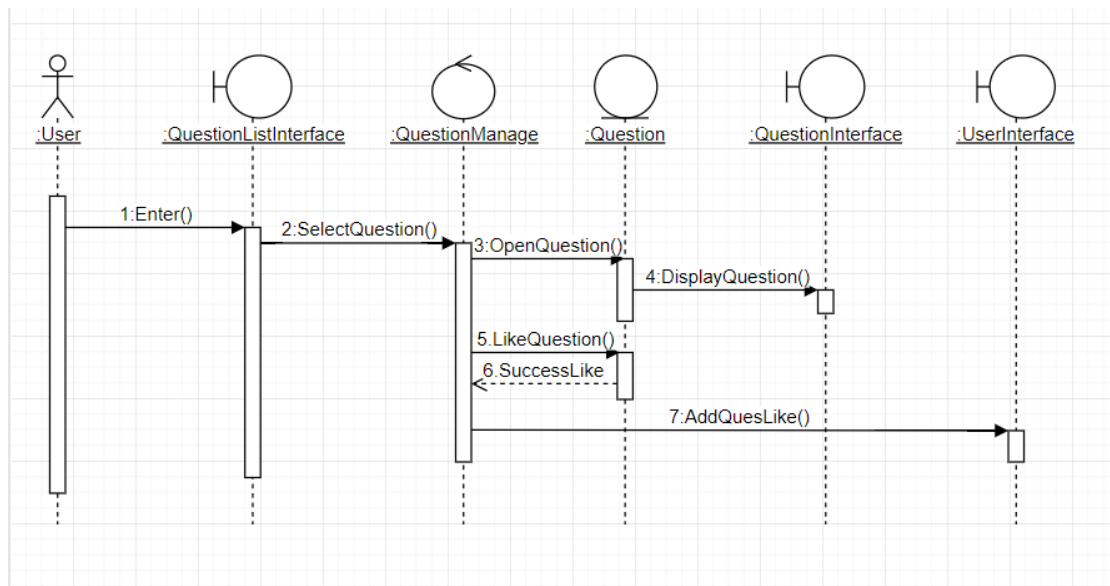 :User
:QuestionListInterface
:QuestionManage
:Question
:QuestionInterface
:UserInterface
1:Enter()
2:SelectQuestion()
3:OpenQuestion()
4:DisplayQuestion()
5.LikeQuestion()
6.SuccessLike
7:AddQuesLike()